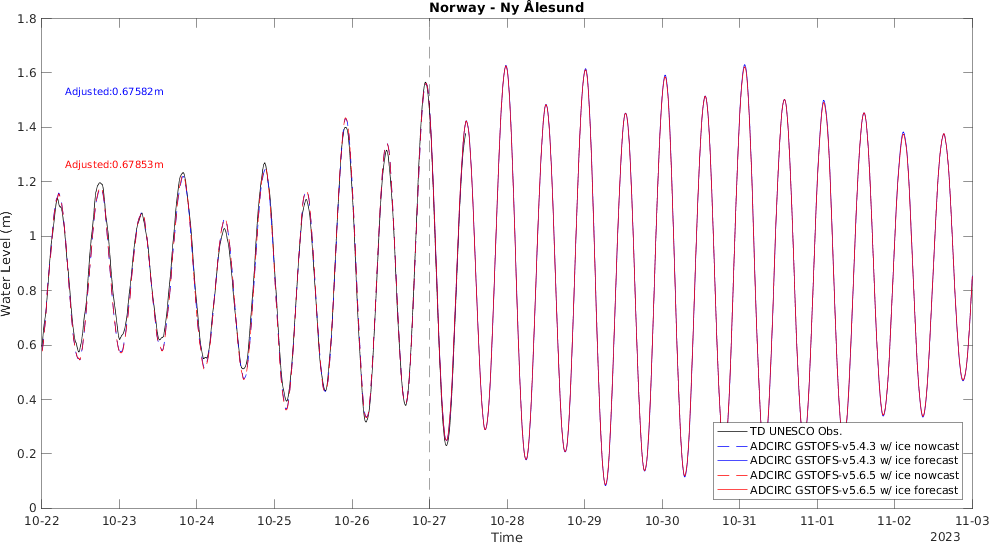 Norway - Ny Ålesund
1.8
1.6
1.4
1.2
1
0.8
0.6
0.4
0.2
0
Water Level (m)
Adjusted:0.67582m
Adjusted:0.67853m
TD UNESCO Obs.
ADCIRC GSTOFS-v5.4.3 w/ ice nowcast
ADCIRC GSTOFS-v5.4.3 w/ ice forecast
ADCIRC GSTOFS-v5.6.5 w/ ice nowcast
ADCIRC GSTOFS-v5.6.5 w/ ice forecast
10-22 10-23 10-24 10-25 10-26 10-27 10-28 10-29 10-30 10-31 11-01 11-02 11-03
Time
2023